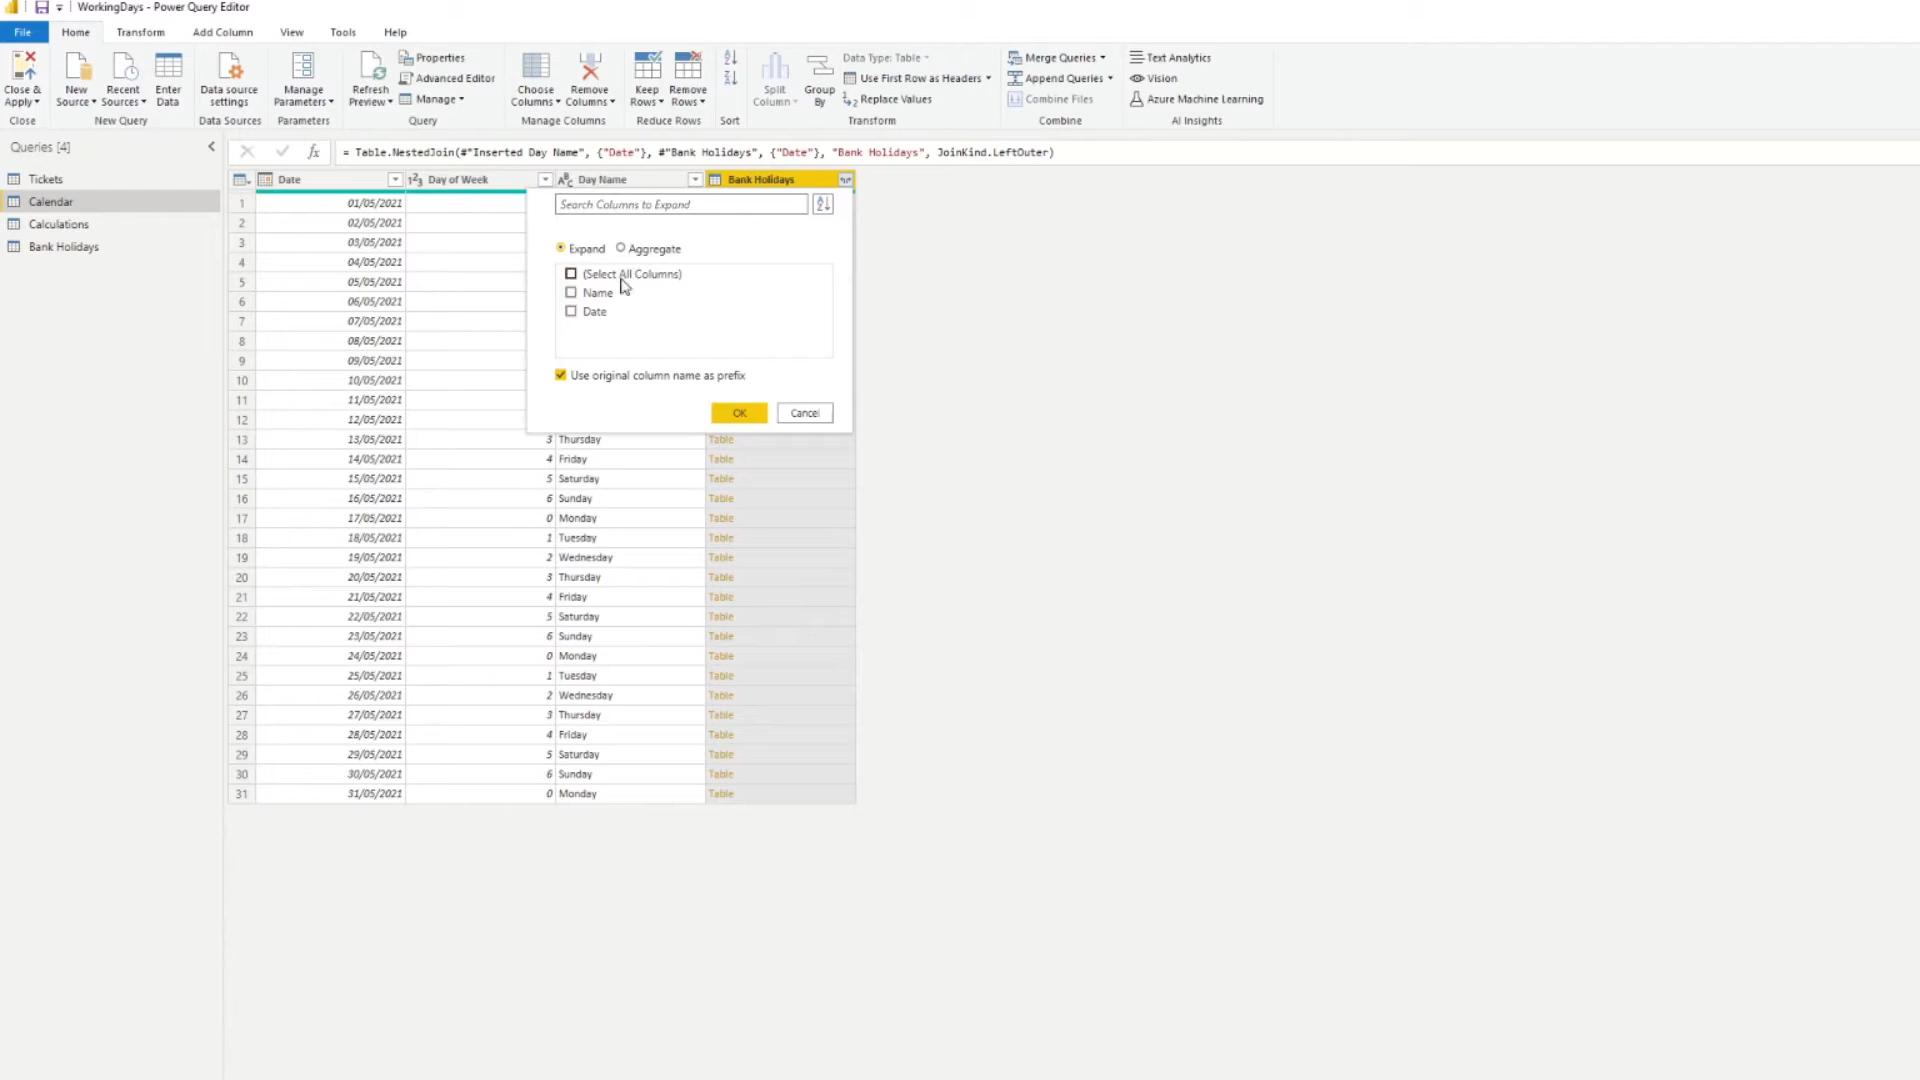 WorkingDays - Power Query Editor
File Home Transform Add Column View Tools Help
Close & Apply
New Source
Recent Sources
Enter Data
Data source settings
Manage Parameters
Refresh Preview
Properties
Advanced Editor
Manage
Choose Columns
Remove Columns
Keep Rows
Remove Rows
Split Column
Group By
Data Type: Table
Use First Row as Headers
Replace Values
Merge Queries
Append Queries
Combine Files
Text Analytics
Vision
Azure Machine Learning
Close New Query Data Sources Parameters Query Manage Columns Reduce Rows Sort Transform Combine AI Insights
Queries [4]
Tickets
Calendar
Calculations
Bank Holidays
fx = Table.NestedJoin(#"Inserted Day Name", {"Date"}, #"Bank Holidays", {"Date"}, "Bank Holidays", JoinKind.LeftOuter)
Date 123 Day of Week ABC Day Name Bank Holidays
1 01/05/2021
2 02/05/2021
3 03/05/2021
4 04/05/2021
5 05/05/2021
6 06/05/2021
7 07/05/2021
8 08/05/2021
9 09/05/2021
10 10/05/2021
11 11/05/2021
12 12/05/2021
Search Columns to Expand
Expand Aggregate
(Select All Columns)
Name
Date
Use original column name as prefix
OK Cancel
13 13/05/2021 3 Thursday Table
14 14/05/2021 4 Friday Table
15 15/05/2021 5 Saturday Table
16 16/05/2021 6 Sunday Table
17 17/05/2021 0 Monday Table
18 18/05/2021 1 Tuesday Table
19 19/05/2021 2 Wednesday Table
20 20/05/2021 3 Thursday Table
21 21/05/2021 4 Friday Table
22 22/05/2021 5 Saturday Table
23 23/05/2021 6 Sunday Table
24 24/05/2021 0 Monday Table
25 25/05/2021 1 Tuesday Table
26 26/05/2021 2 Wednesday Table
27 27/05/2021 3 Thursday Table
28 28/05/2021 4 Friday Table
29 29/05/2021 5 Saturday Table
30 30/05/2021 6 Sunday Table
31 31/05/2021 0 Monday Table